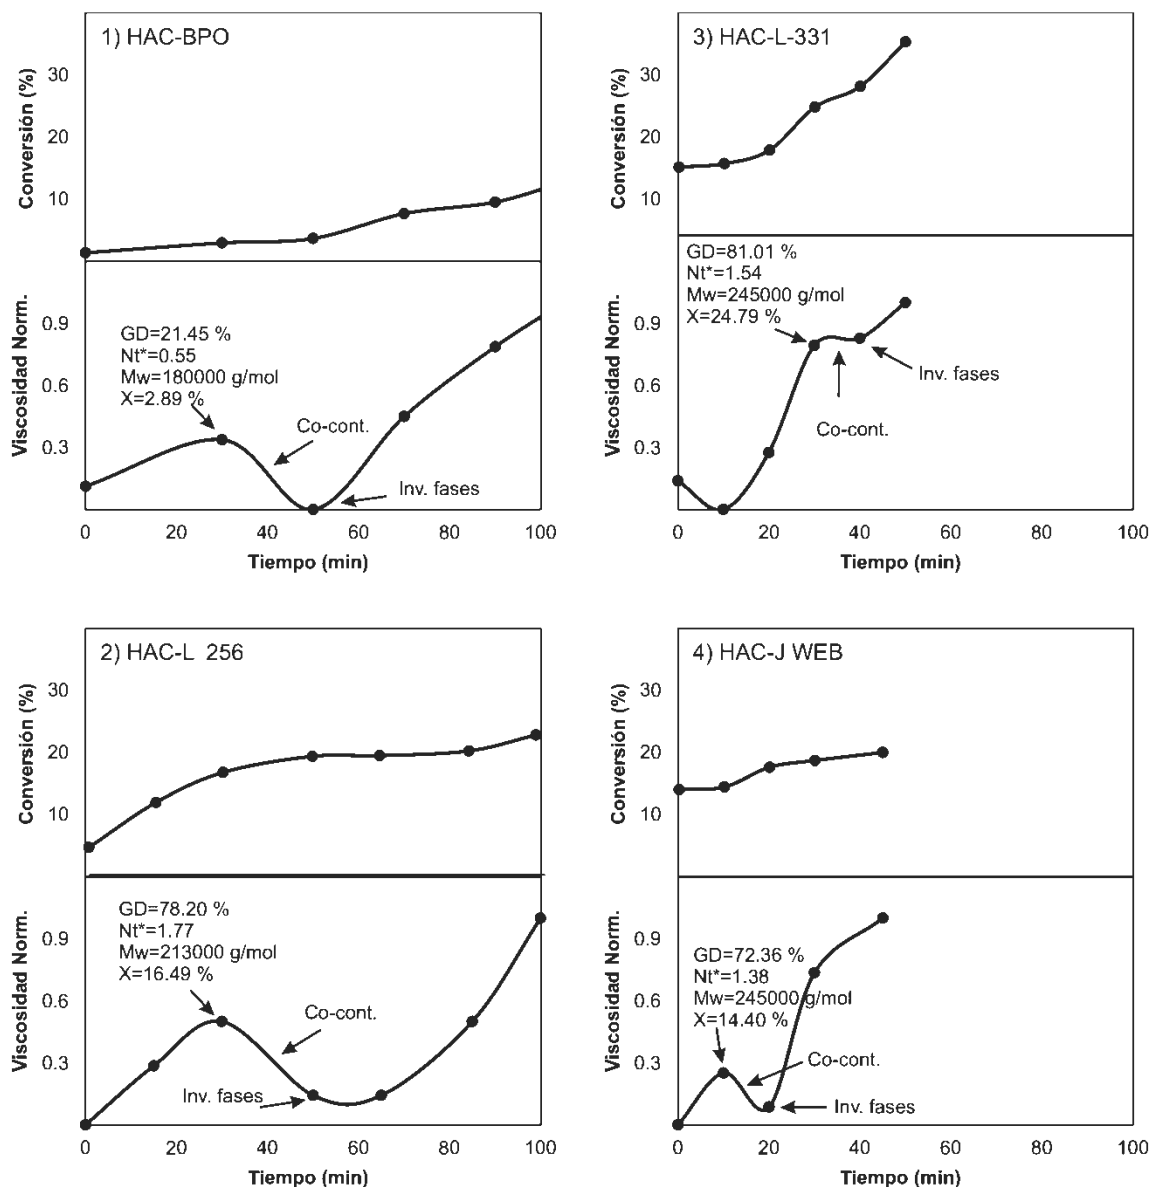 1) HAC-BPO
Conversión (%)
30
20
10
Viscosidad Norm.
0.9
0.6
0.3
GD=21.45 %
Nt*=0.55
Mw=180000 g/mol
X=2.89 %
Co-cont.
Inv. fases
0 20 40 60 80 100
Tiempo (min)
3) HAC-L-331
Conversión (%)
30
20
10
Viscosidad Norm.
0.9
0.6
0.3
GD=81.01 %
Nt*=1.54
Mw=245000 g/mol
X=24.79 %
Inv. fases
Co-cont.
0 20 40 60 80 100
Tiempo (min)
2) HAC-L 256
Conversión (%)
30
20
10
Viscosidad Norm.
0.9
0.6
0.3
GD=78.20 %
Nt*=1.77
Mw=213000 g/mol
X=16.49 %
Co-cont.
Inv. fases
0 20 40 60 80 100
Tiempo (min)
4) HAC-J WEB
Conversión (%)
30
20
10
Viscosidad Norm.
0.9
0.6
0.3
GD=72.36 %
Nt*=1.38
Mw=245000 g/mol
X=14.40 %
Co-cont.
Inv. fases
0 20 40 60 80 100
Tiempo (min)